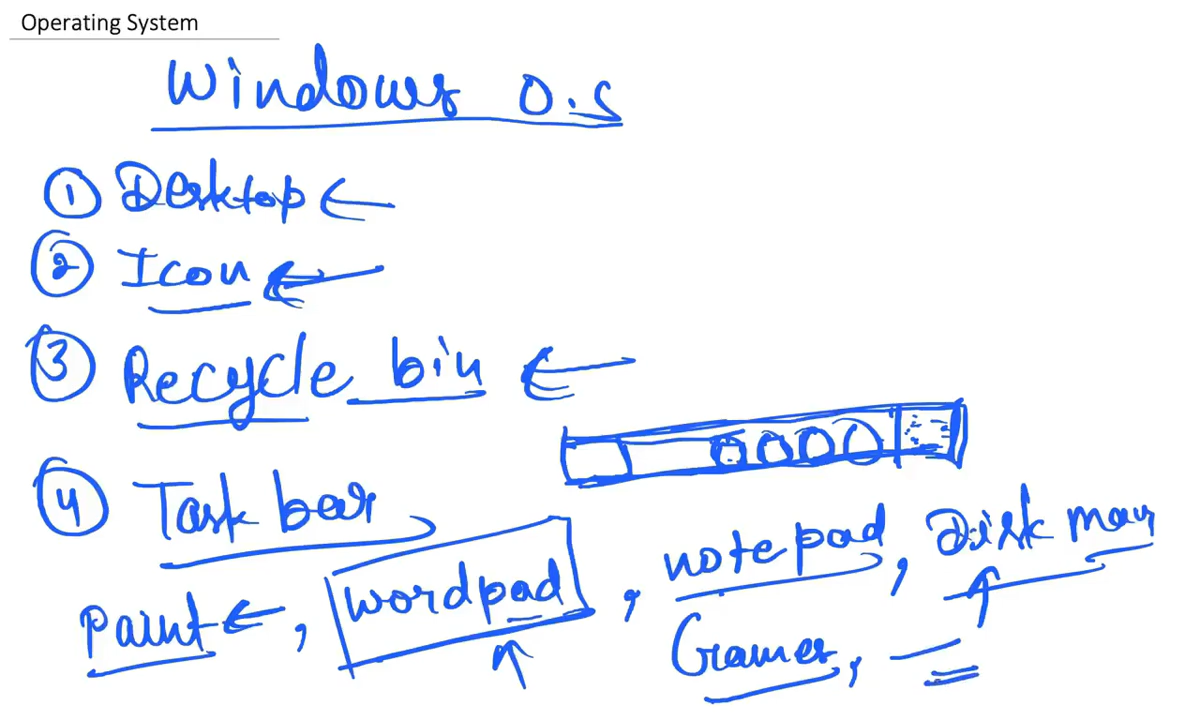 Operating System
Windows O.S
① Desktop ←
② Icon ←
③ Recycle bin ←
④ Task bar
Paint ←, wordpad, notepad, Disk man
Games,